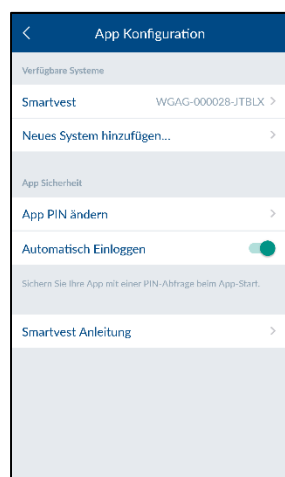 App Konfiguration
Verfügbare Systeme
Smartvest WGAG-000028-JTBLX
Neues System hinzufügen...
App Sicherheit
App PIN ändern
Automatisch Einloggen
Sichern Sie Ihre App mit einer PIN-Abfrage beim App-Start.
Smartvest Anleitung